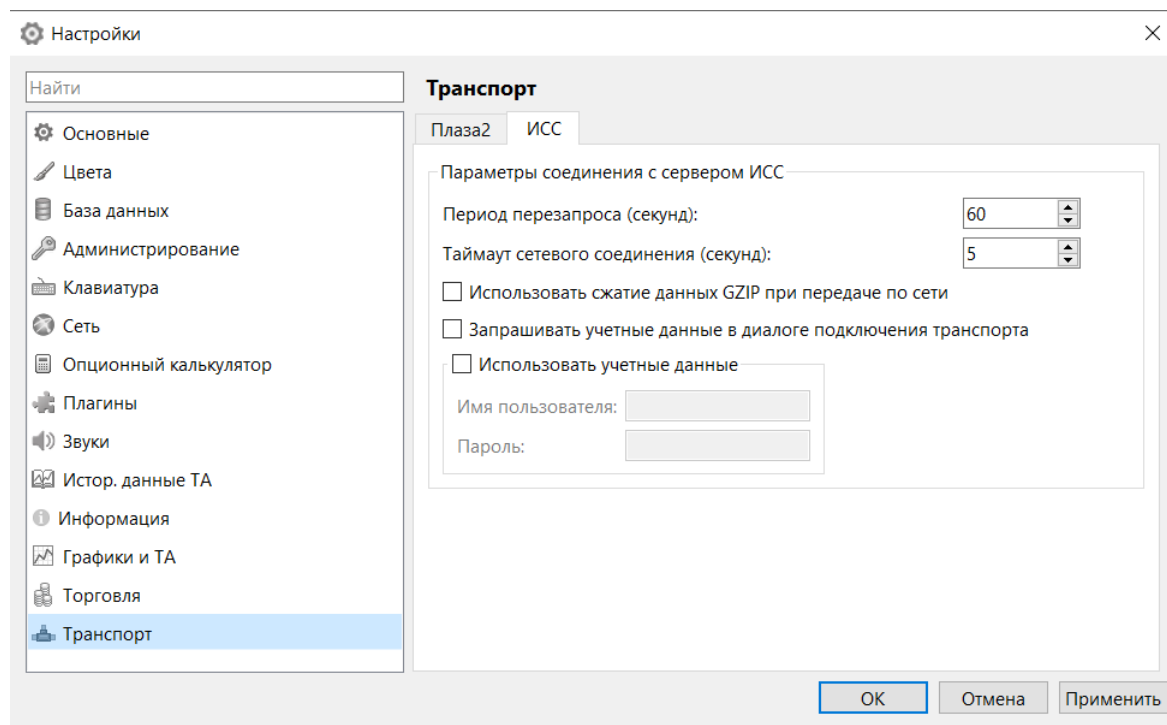 Настройки
Найти
Основные
Цвета
База данных
Администрирование
Клавиатура
Сеть
Опционный калькулятор
Плагины
Звуки
Истор. данные ТА
Информация
Графики и ТА
Торговля
Транспорт
Транспорт
Плаза2 ИСС
Параметры соединения с сервером ИСС
Период перезапроса (секунд): 60
Таймаут сетевого соединения (секунд): 5
Использовать сжатие данных GZIP при передаче по сети
Запрашивать учетные данные в диалоге подключения транспорта
Использовать учетные данные
Имя пользователя:
Пароль:
ОК Отмена Применить